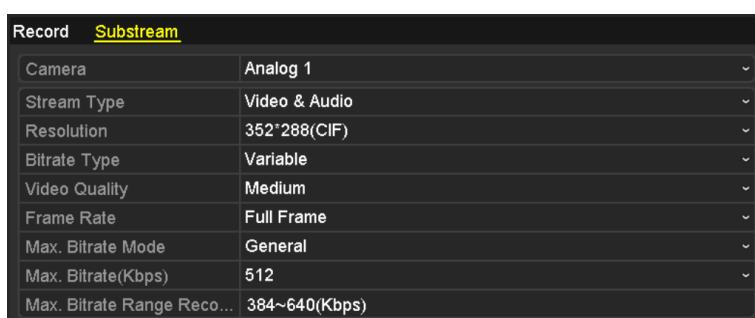 Record Substream
Camera Analog 1
Stream Type Video & Audio
Resolution 352*288(CIF)
Bitrate Type Variable
Video Quality Medium
Frame Rate Full Frame
Max. Bitrate Mode General
Max. Bitrate(Kbps) 512
Max. Bitrate Range Reco... 384~640(Kbps)